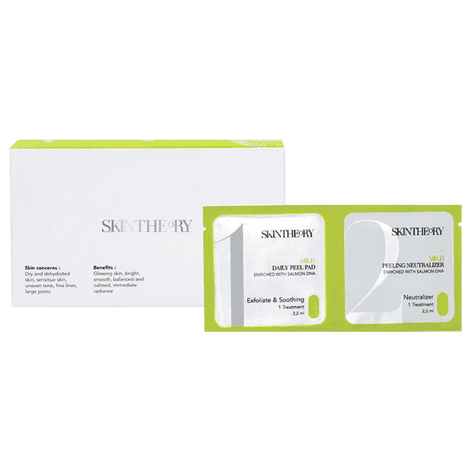 SKINTHEORY
Skin concerns :
Dry and dehydrated
skin, sensitive skin,
uneven tone, fine lines,
large pores
Benefits :
Glowing skin, bright,
smooth, balanced and
calmed, immediate
radiance
1
SKINTHEORY
MILD
DAILY PEEL PAD
ENRICHED WITH SALMON DNA
Exfoliate & Soothing
1 Treatment
2,2 ml
2
SKINTHEORY
MILD
PEELING NEUTRALIZER
ENRICHED WITH SALMON DNA
Neutralizer
1 Treatment
2,2 ml